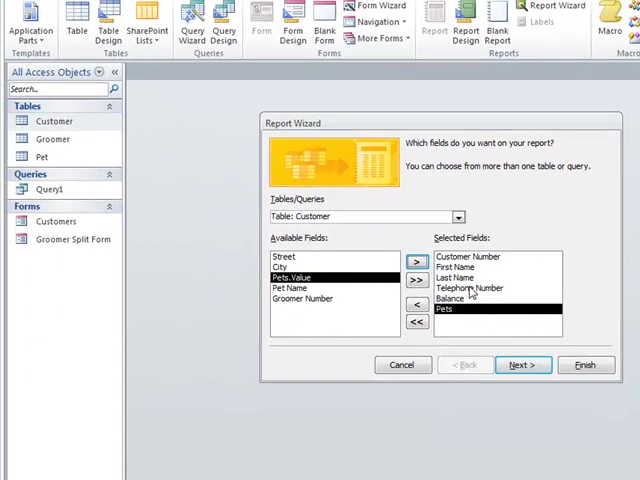 Application Parts
Templates
Table
Table Design
SharePoint Lists
Tables
Query Wizard
Query Design
Queries
Form
Form Design
Blank Form
Form Wizard
Navigation
More Forms
Forms
Report
Report Design
Blank Report
Report Wizard
Labels
Reports
Macro
All Access Objects
Search...
Tables
Customer
Groomer
Pet
Queries
Query1
Forms
Customers
Groomer Split Form
Report Wizard
Which fields do you want on your report?
You can choose from more than one table or query.
Tables/Queries
Table: Customer
Available Fields:
Street
City
Pets.Value
Pet Name
Groomer Number
>
>>
<
<<
Selected Fields:
Customer Number
First Name
Last Name
Telephone Number
Balance
Pets
Cancel
< Back
Next >
Finish